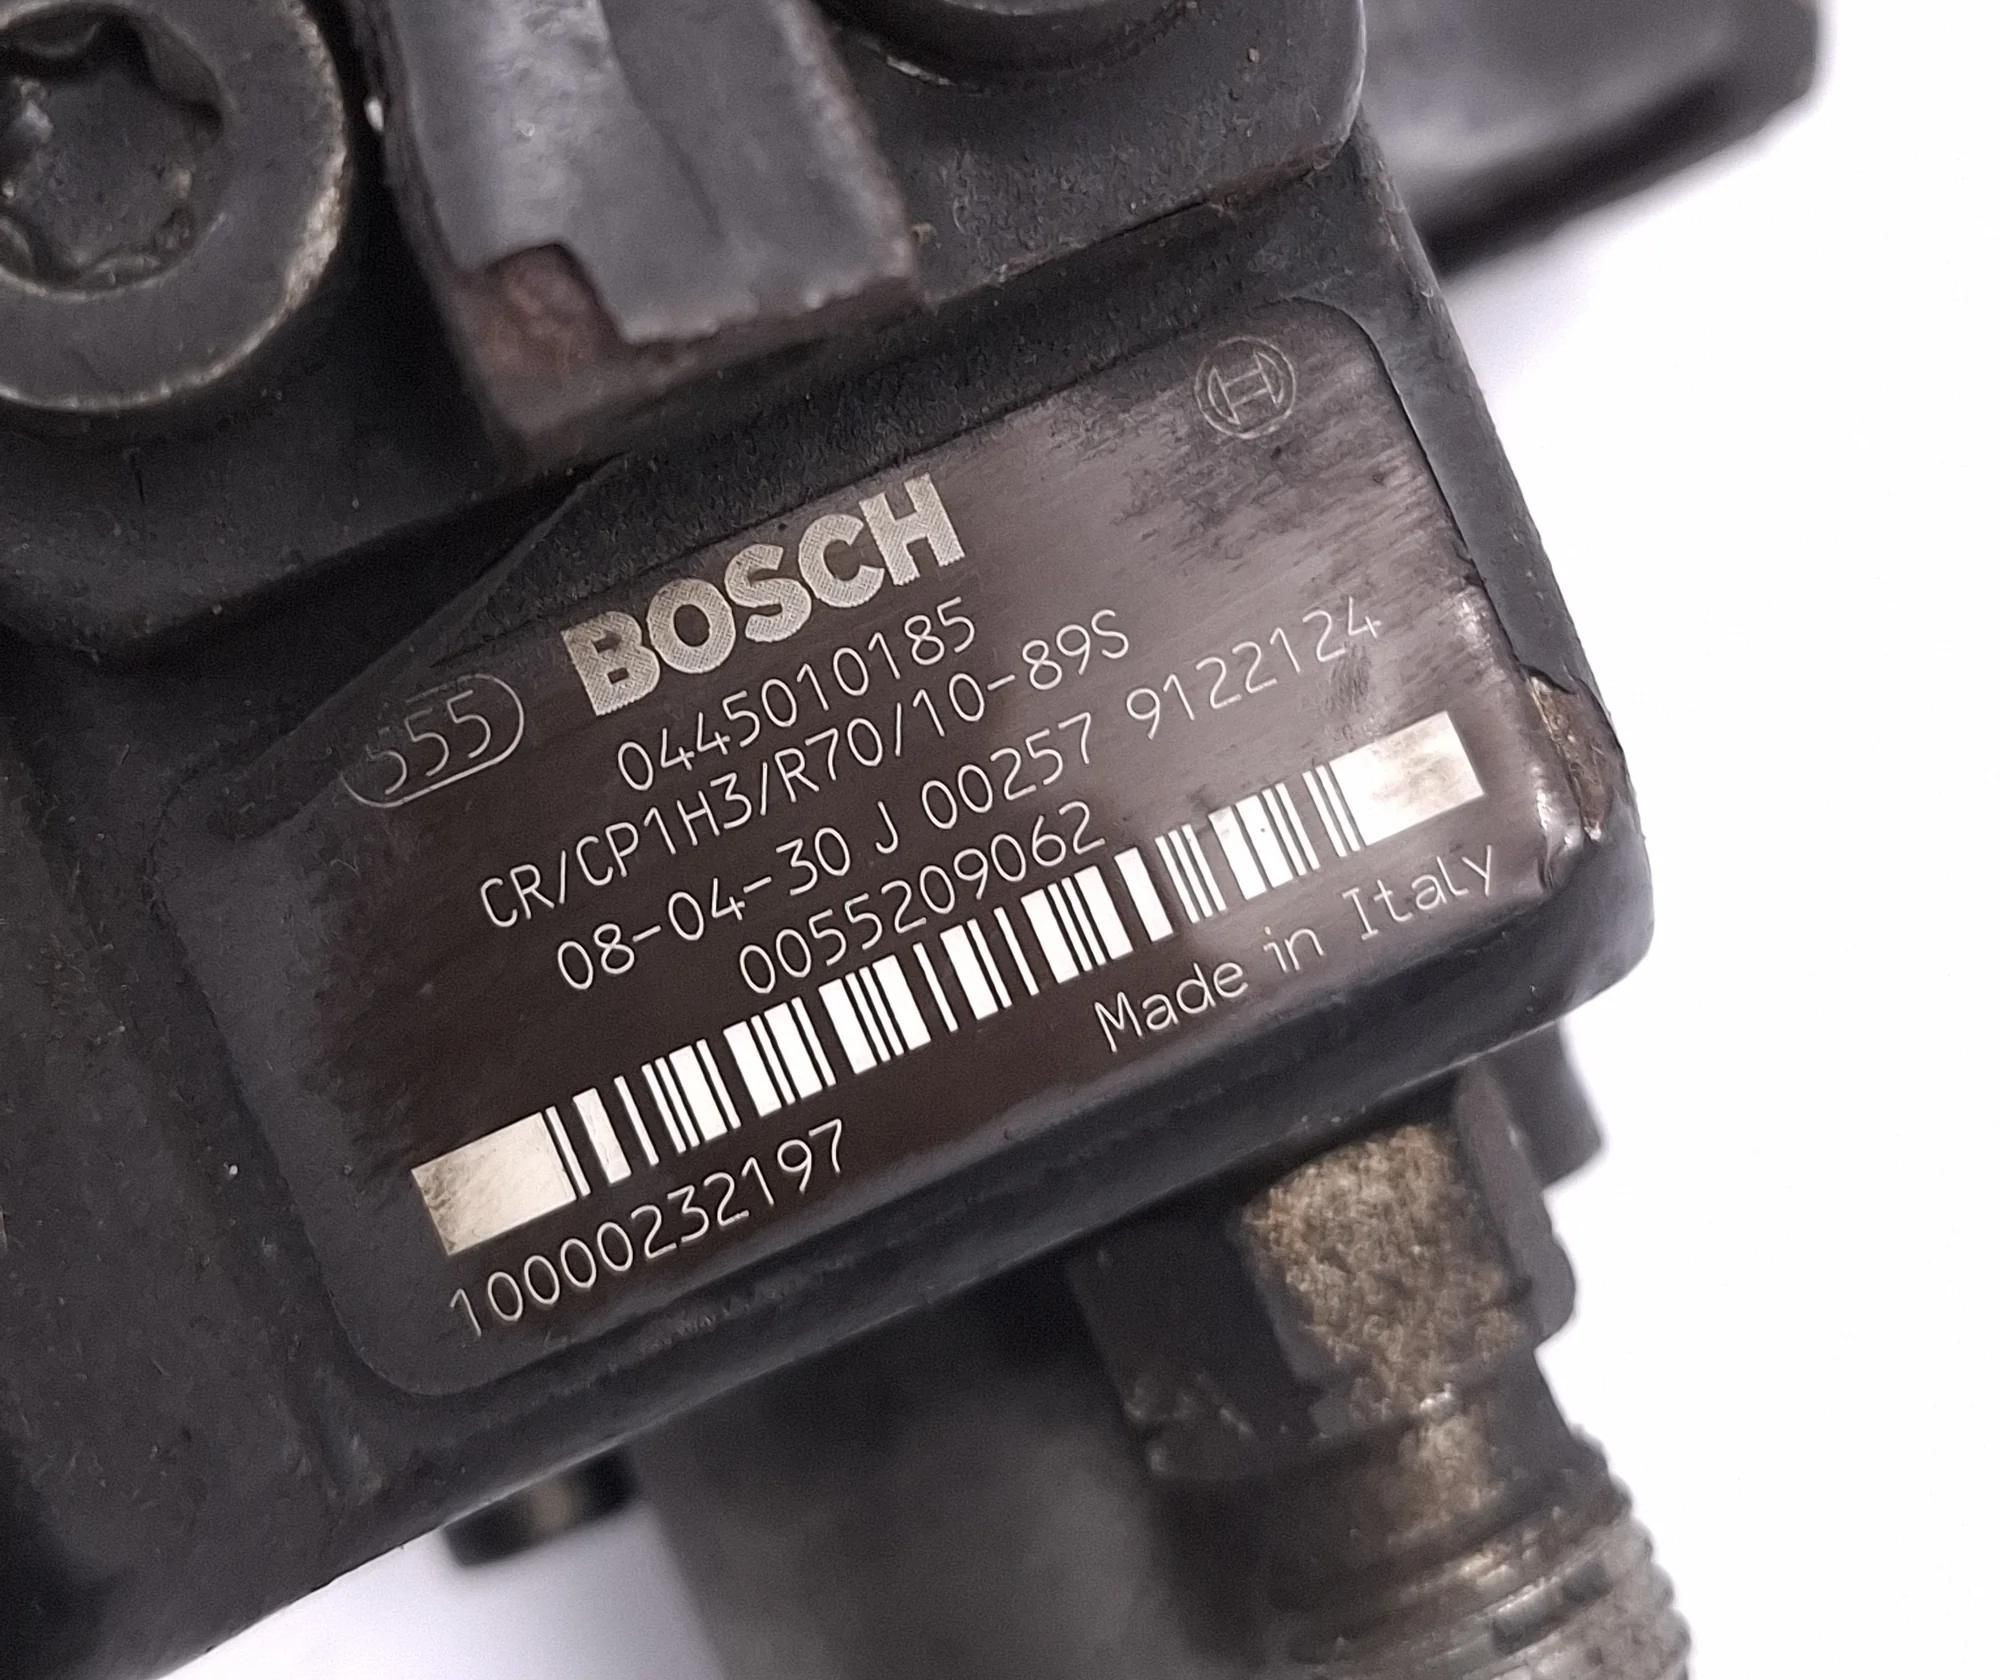 BOSCH
555
0445010185
CR/CP1H3/R70/10-89S
08-04-30 J 00257 9122124
0055209062
Made in Italy
10000232197